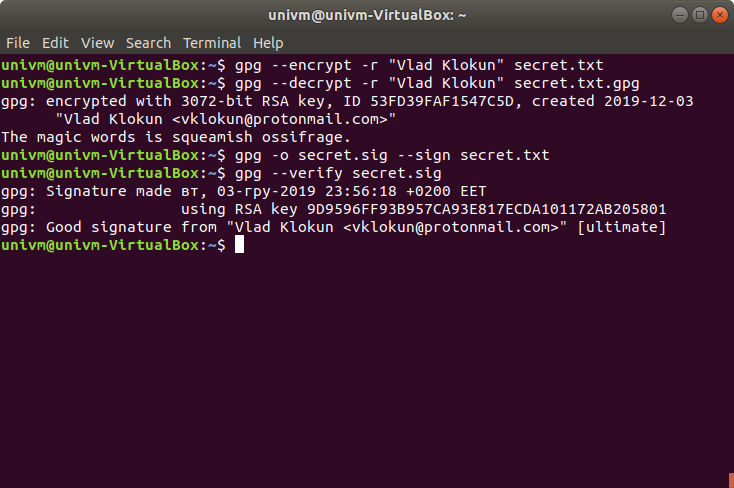 univm@univm-VirtualBox: ~
File Edit View Search Terminal Help
univm@univm-VirtualBox:~$ gpg --encrypt -r "Vlad Klokun" secret.txt
univm@univm-VirtualBox:~$ gpg --decrypt -r "Vlad Klokun" secret.txt.gpg
gpg: encrypted with 3072-bit RSA key, ID 53FD39FAF1547C5D, created 2019-12-03
      "Vlad Klokun <vklokun@protonmail.com>"
The magic words is squeamish ossifrage.
univm@univm-VirtualBox:~$ gpg -o secret.sig --sign secret.txt
univm@univm-VirtualBox:~$ gpg --verify secret.sig
gpg: Signature made вт, 03-гру-2019 23:56:18 +0200 EET
gpg:                using RSA key 9D9596FF93B957CA93E817ECDA101172AB205801
gpg: Good signature from "Vlad Klokun <vklokun@protonmail.com>" [ultimate]
univm@univm-VirtualBox:~$